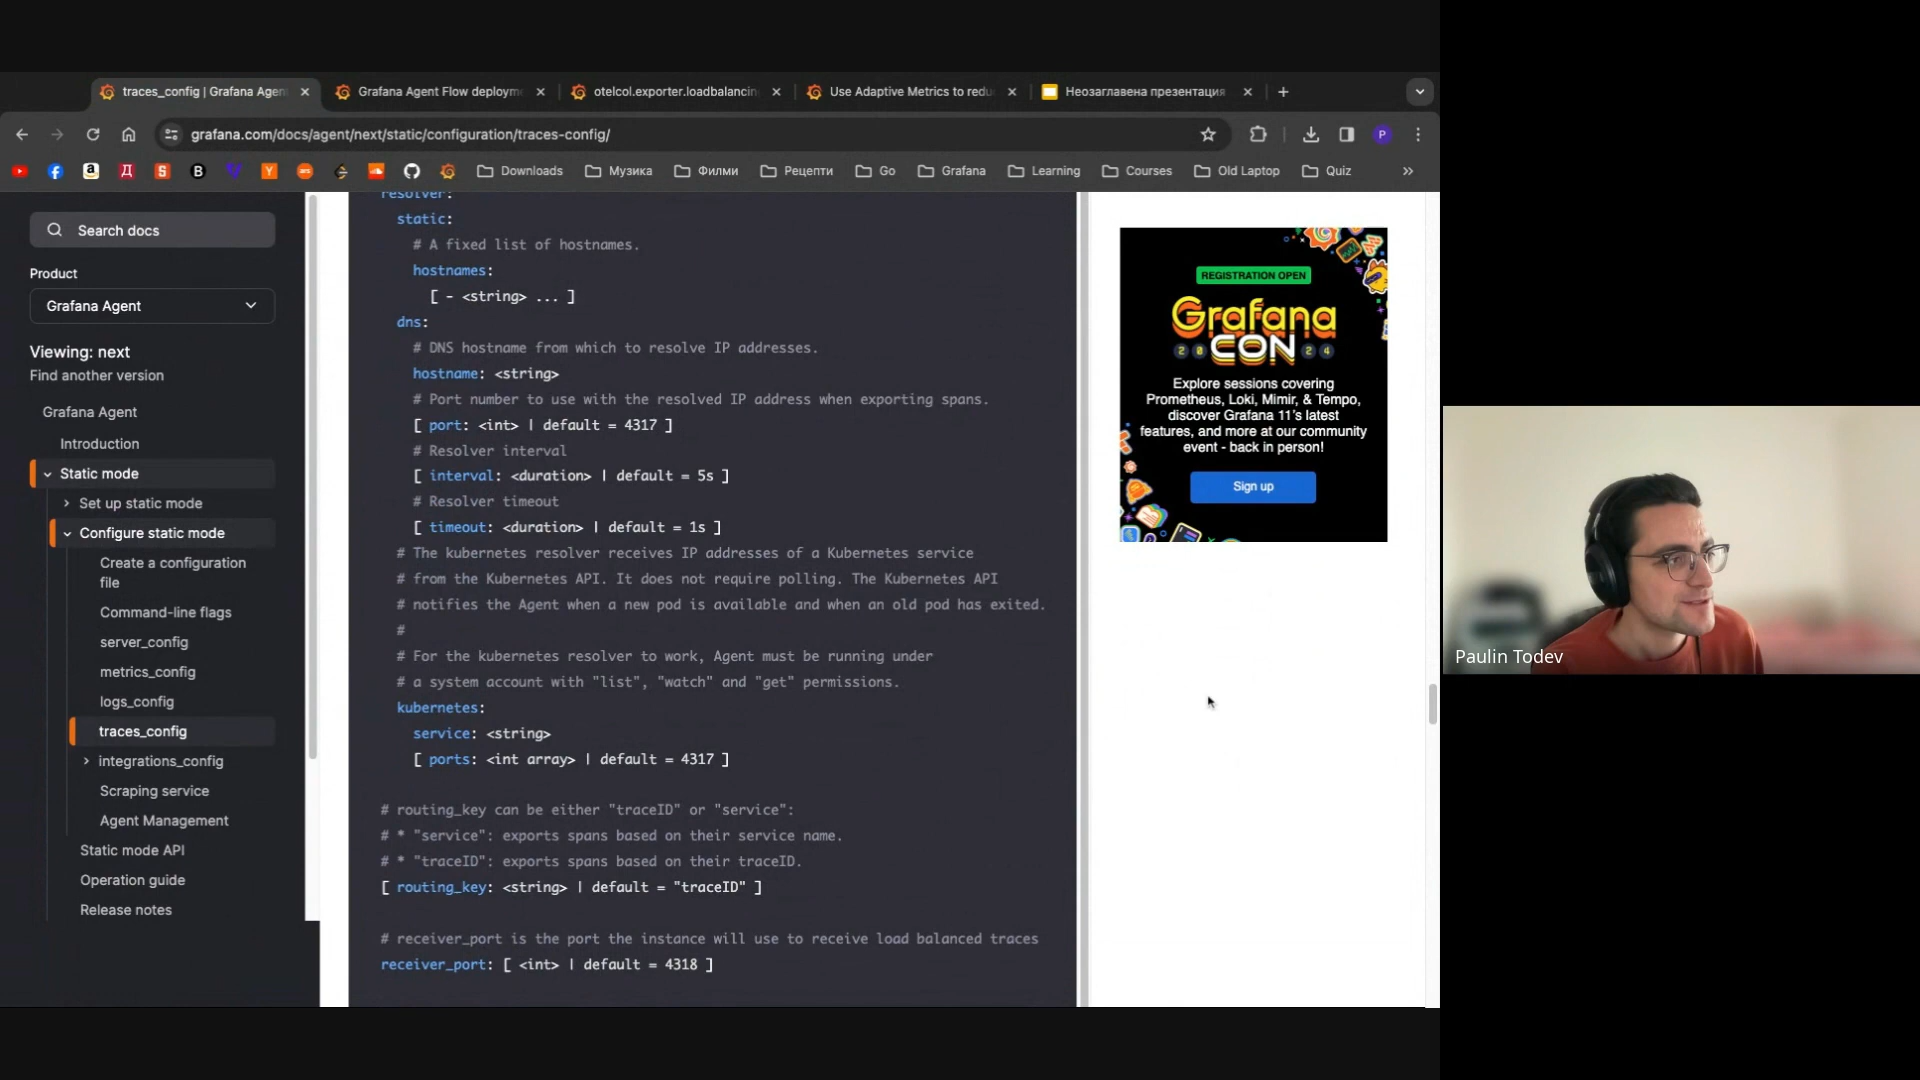 traces_config | Grafana Agen
Grafana Agent Flow deploym
otelcol.exporter.loadbalancin
Use Adaptive Metrics to redu
Неозаглавена презентация
grafana.com/docs/agent/next/static/configuration/traces-config/
P
Downloads
Музика
Филми
Рецепти
Go
Grafana
Learning
Courses
Old Laptop
Quiz
Search docs
Product
Grafana Agent
Viewing: next
Find another version
Grafana Agent
Introduction
Static mode
Set up static mode
Configure static mode
Create a configuration
file
Command-line flags
server_config
metrics_config
logs_config
traces_config
integrations_config
Scraping service
Agent Management
Static mode API
Operation guide
Release notes
resolver:
static:
# A fixed list of hostnames.
hostnames:
[ - <string> ... ]
dns:
# DNS hostname from which to resolve IP addresses.
hostname: <string>
# Port number to use with the resolved IP address when exporting spans.
[ port: <int> | default = 4317 ]
# Resolver interval
[ interval: <duration> | default = 5s ]
# Resolver timeout
[ timeout: <duration> | default = 1s ]
# The kubernetes resolver receives IP addresses of a Kubernetes service
# from the Kubernetes API. It does not require polling. The Kubernetes API
# notifies the Agent when a new pod is available and when an old pod has exited.
#
# For the kubernetes resolver to work, Agent must be running under
# a system account with "list", "watch" and "get" permissions.
kubernetes:
service: <string>
[ ports: <int array> | default = 4317 ]
# routing_key can be either "traceID" or "service":
# * "service": exports spans based on their service name.
# * "traceID": exports spans based on their traceID.
[ routing_key: <string> | default = "traceID" ]
# receiver_port is the port the instance will use to receive load balanced traces
receiver_port: [ <int> | default = 4318 ]
REGISTRATION OPEN
Grafana
20 CON 24
Explore sessions covering
Prometheus, Loki, Mimir, & Tempo,
discover Grafana 11's latest
features, and more at our community
event - back in person!
Sign up
Paulin Todev